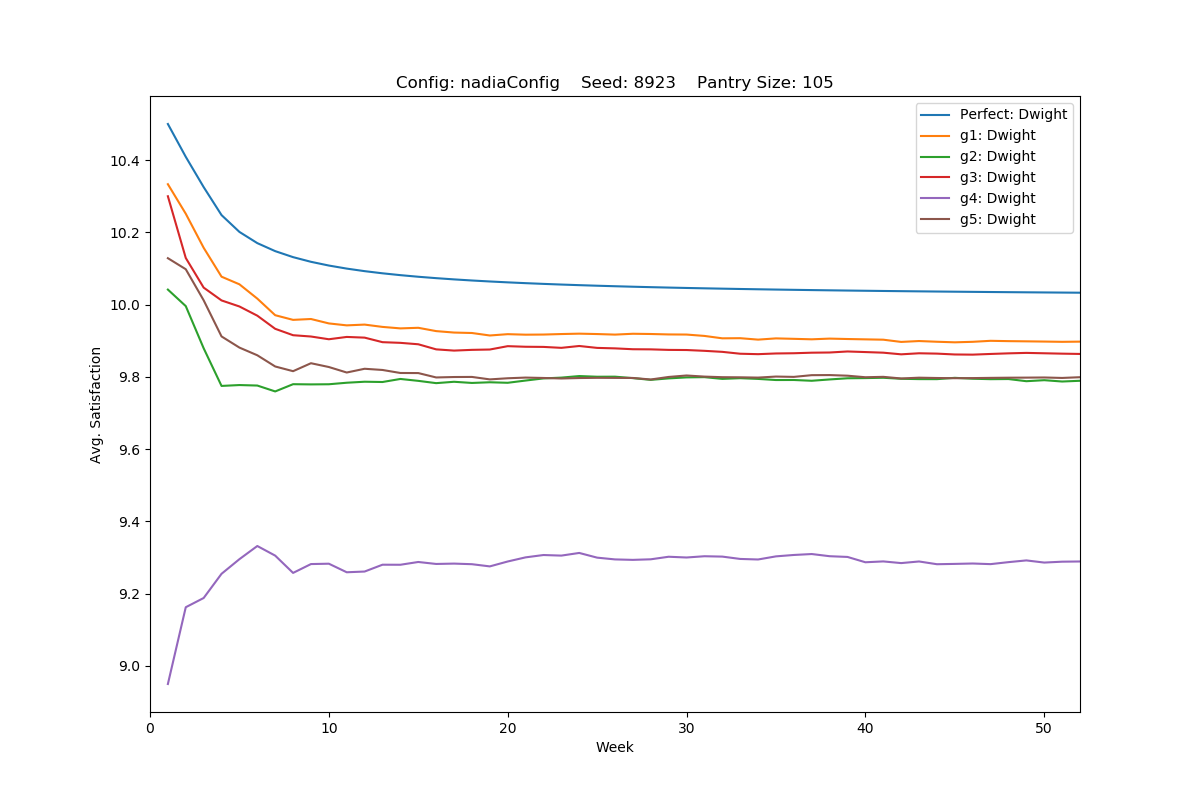 Config: nadiaConfig    Seed: 8923    Pantry Size: 105
Perfect: Dwight
g1: Dwight
g2: Dwight
g3: Dwight
g4: Dwight
g5: Dwight
10.4
10.2
10.0
9.8
9.6
9.4
9.2
9.0
Avg. Satisfaction
0 10 20 30 40 50
Week